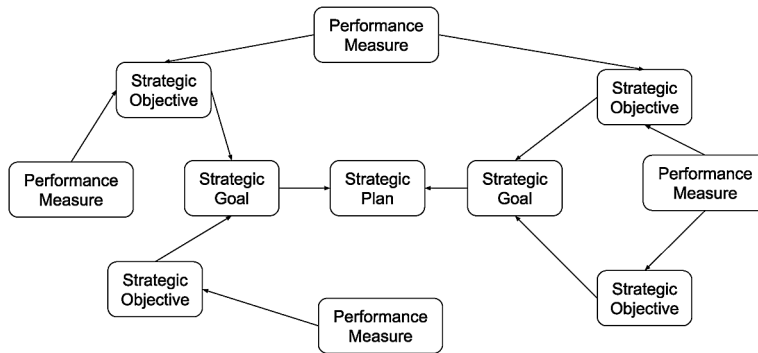 Performance
Measure
Strategic
Objective
Strategic
Objective
Performance
Measure
Strategic
Goal
Strategic
Plan
Strategic
Goal
Performance
Measure
Strategic
Objective
Strategic
Objective
Performance
Measure